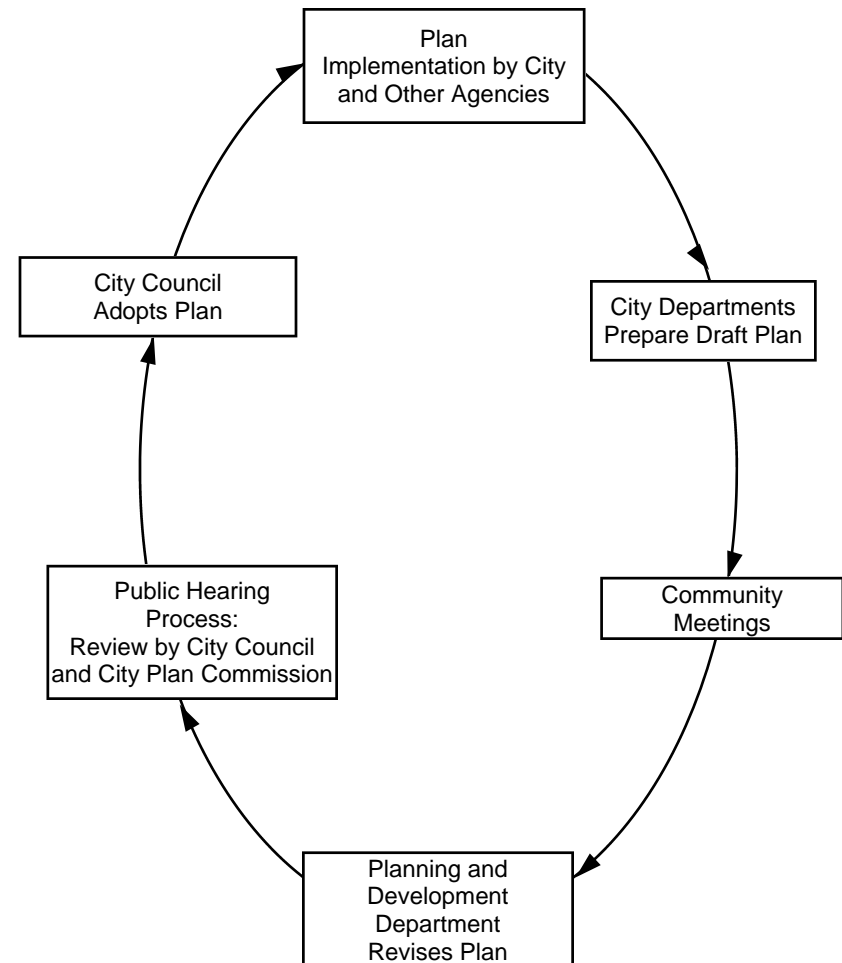 Plan
Implementation by City
and Other Agencies
City Departments
Prepare Draft Plan
Community
Meetings
Planning and
Development
Department
Revises Plan
Public Hearing
Process:
Review by City Council
and City Plan Commission
City Council
Adopts Plan